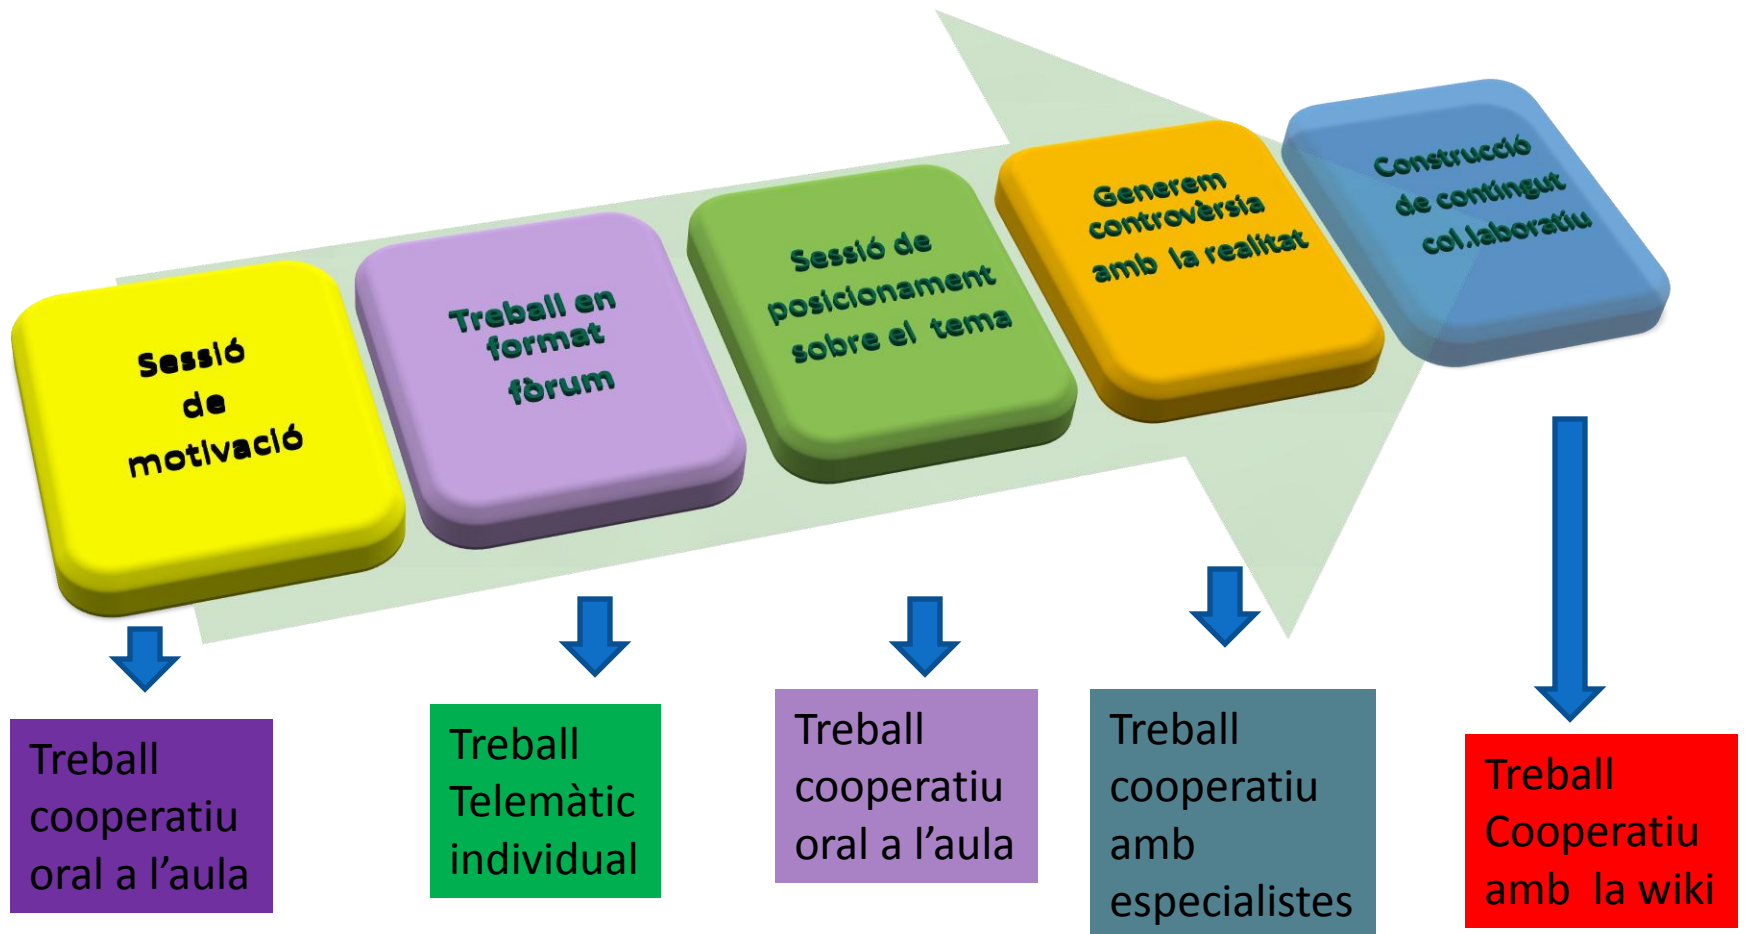 Sessió
de
motivació
Treball en
format
fòrum
Sessió de
posicionament
sobre el tema
Generem
controvèrsia
amb la realitat
Construcció
de contingut
col.laboratiu
Treball
cooperatiu
oral a l’aula
Treball
Telemàtic
individual
Treball
cooperatiu
oral a l’aula
Treball
cooperatiu
amb
especialistes
Treball
Cooperatiu
amb la wiki